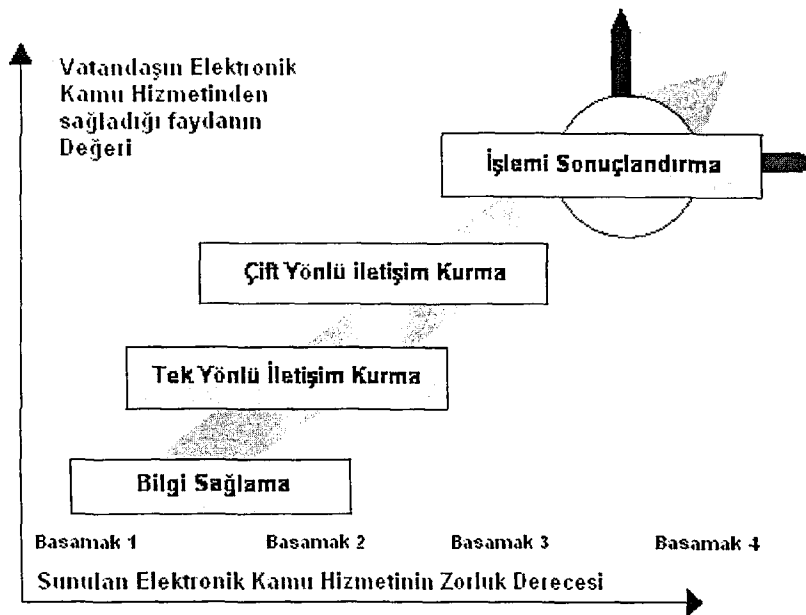 Vatandaşın Elektronik
Kamu Hizmetinden
sağladığı faydanın
Değeri
İşlemi Sonuçlandırma
Çift Yönlü iletişim Kurma
Tek Yönlü İletişim Kurma
Bilgi Sağlama
Basamak 1 Basamak 2 Basamak 3 Basamak 4
Sunulan Elektronik Kamu Hizmetinin Zorluk Derecesi